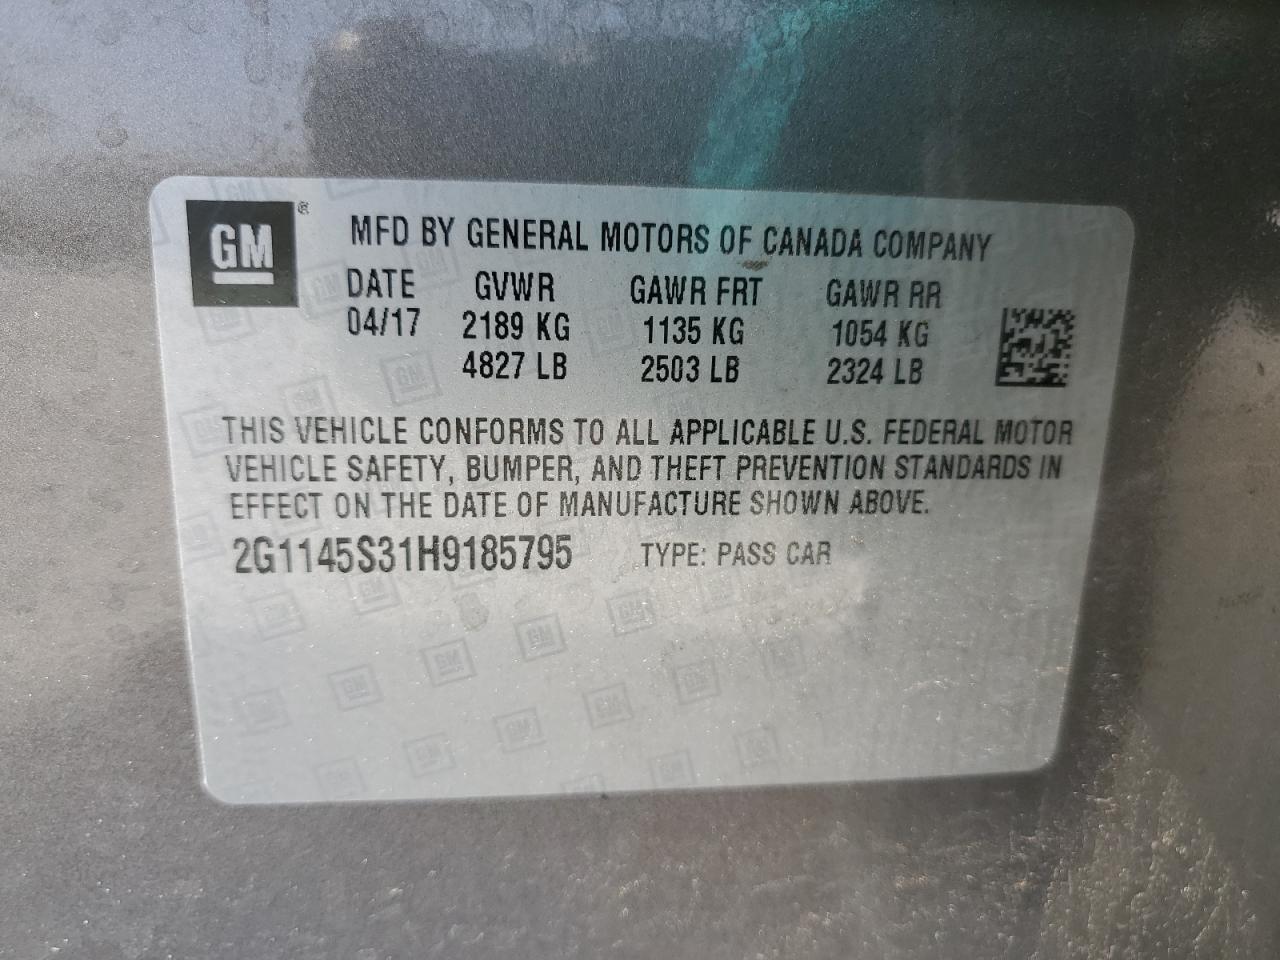 GM ®
MFD BY GENERAL MOTORS OF CANADA COMPANY
DATE GVWR GAWR FRT GAWR RR
04/17 2189 KG 1135 KG 1054 KG
4827 LB 2503 LB 2324 LB
THIS VEHICLE CONFORMS TO ALL APPLICABLE U.S. FEDERAL MOTOR
VEHICLE SAFETY, BUMPER, AND THEFT PREVENTION STANDARDS IN
EFFECT ON THE DATE OF MANUFACTURE SHOWN ABOVE.
2G1145S31H9185795 TYPE: PASS CAR